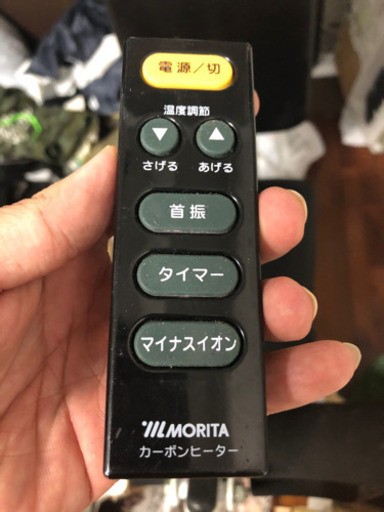 電源／切
温度調節
▼ ▲
さげる あげる
首振
タイマー
マイナスイオン
MORITA
カーボンヒーター